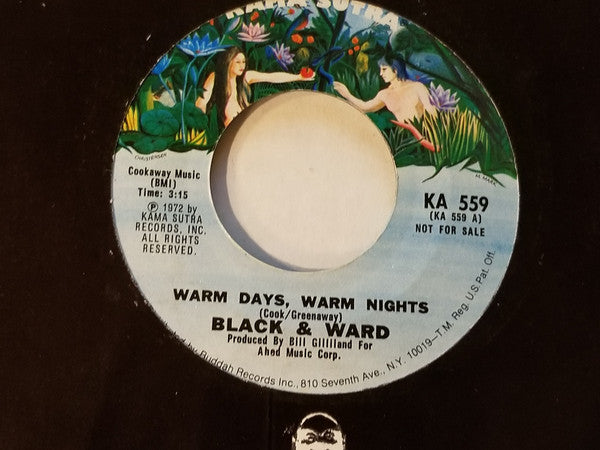 KAMA SUTRA
CHRISTENSEN
Cookaway Music
(BMI)
Time: 3:15
℗ 1972 by
KAMA SUTRA
RECORDS, INC.
ALL RIGHTS
RESERVED.
KA 559
(KA 559 A)
NOT FOR SALE
WARM DAYS, WARM NIGHTS
(Cook/Greenaway)
BLACK & WARD
Produced By Bill Gilliland For
Ahed Music Corp.
by Buddah Records Inc., 810 Seventh Ave., N.Y. 10019—T.M. Reg. U.S. Pat. Off.